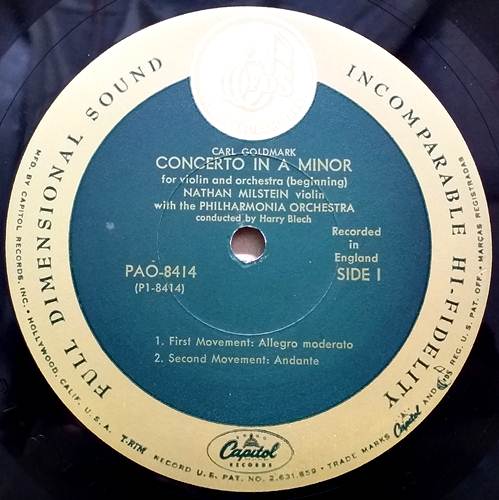 FULL DIMENSIONAL SOUND
INCOMPARABLE HI-FIDELITY
CARL GOLDMARK
CONCERTO IN A MINOR
for violin and orchestra (beginning)
NATHAN MILSTEIN violin
with the PHILHARMONIA ORCHESTRA
conducted by Harry Blech
Recorded
in
England
PAO-8414
SIDE 1
(P1-8414)
1. First Movement: Allegro moderato
2. Second Movement: Andante
Capitol
RECORDS
MFD. BY CAPITOL RECORDS, INC. • HOLLYWOOD, CALIF. U.S.A.
T.RTM RECORD U.S. PAT. NO. 2,631,859 • TRADE MARKS Capitol AND FDS REG. U.S. PAT. OFF. • MARCAS REGISTRADAS